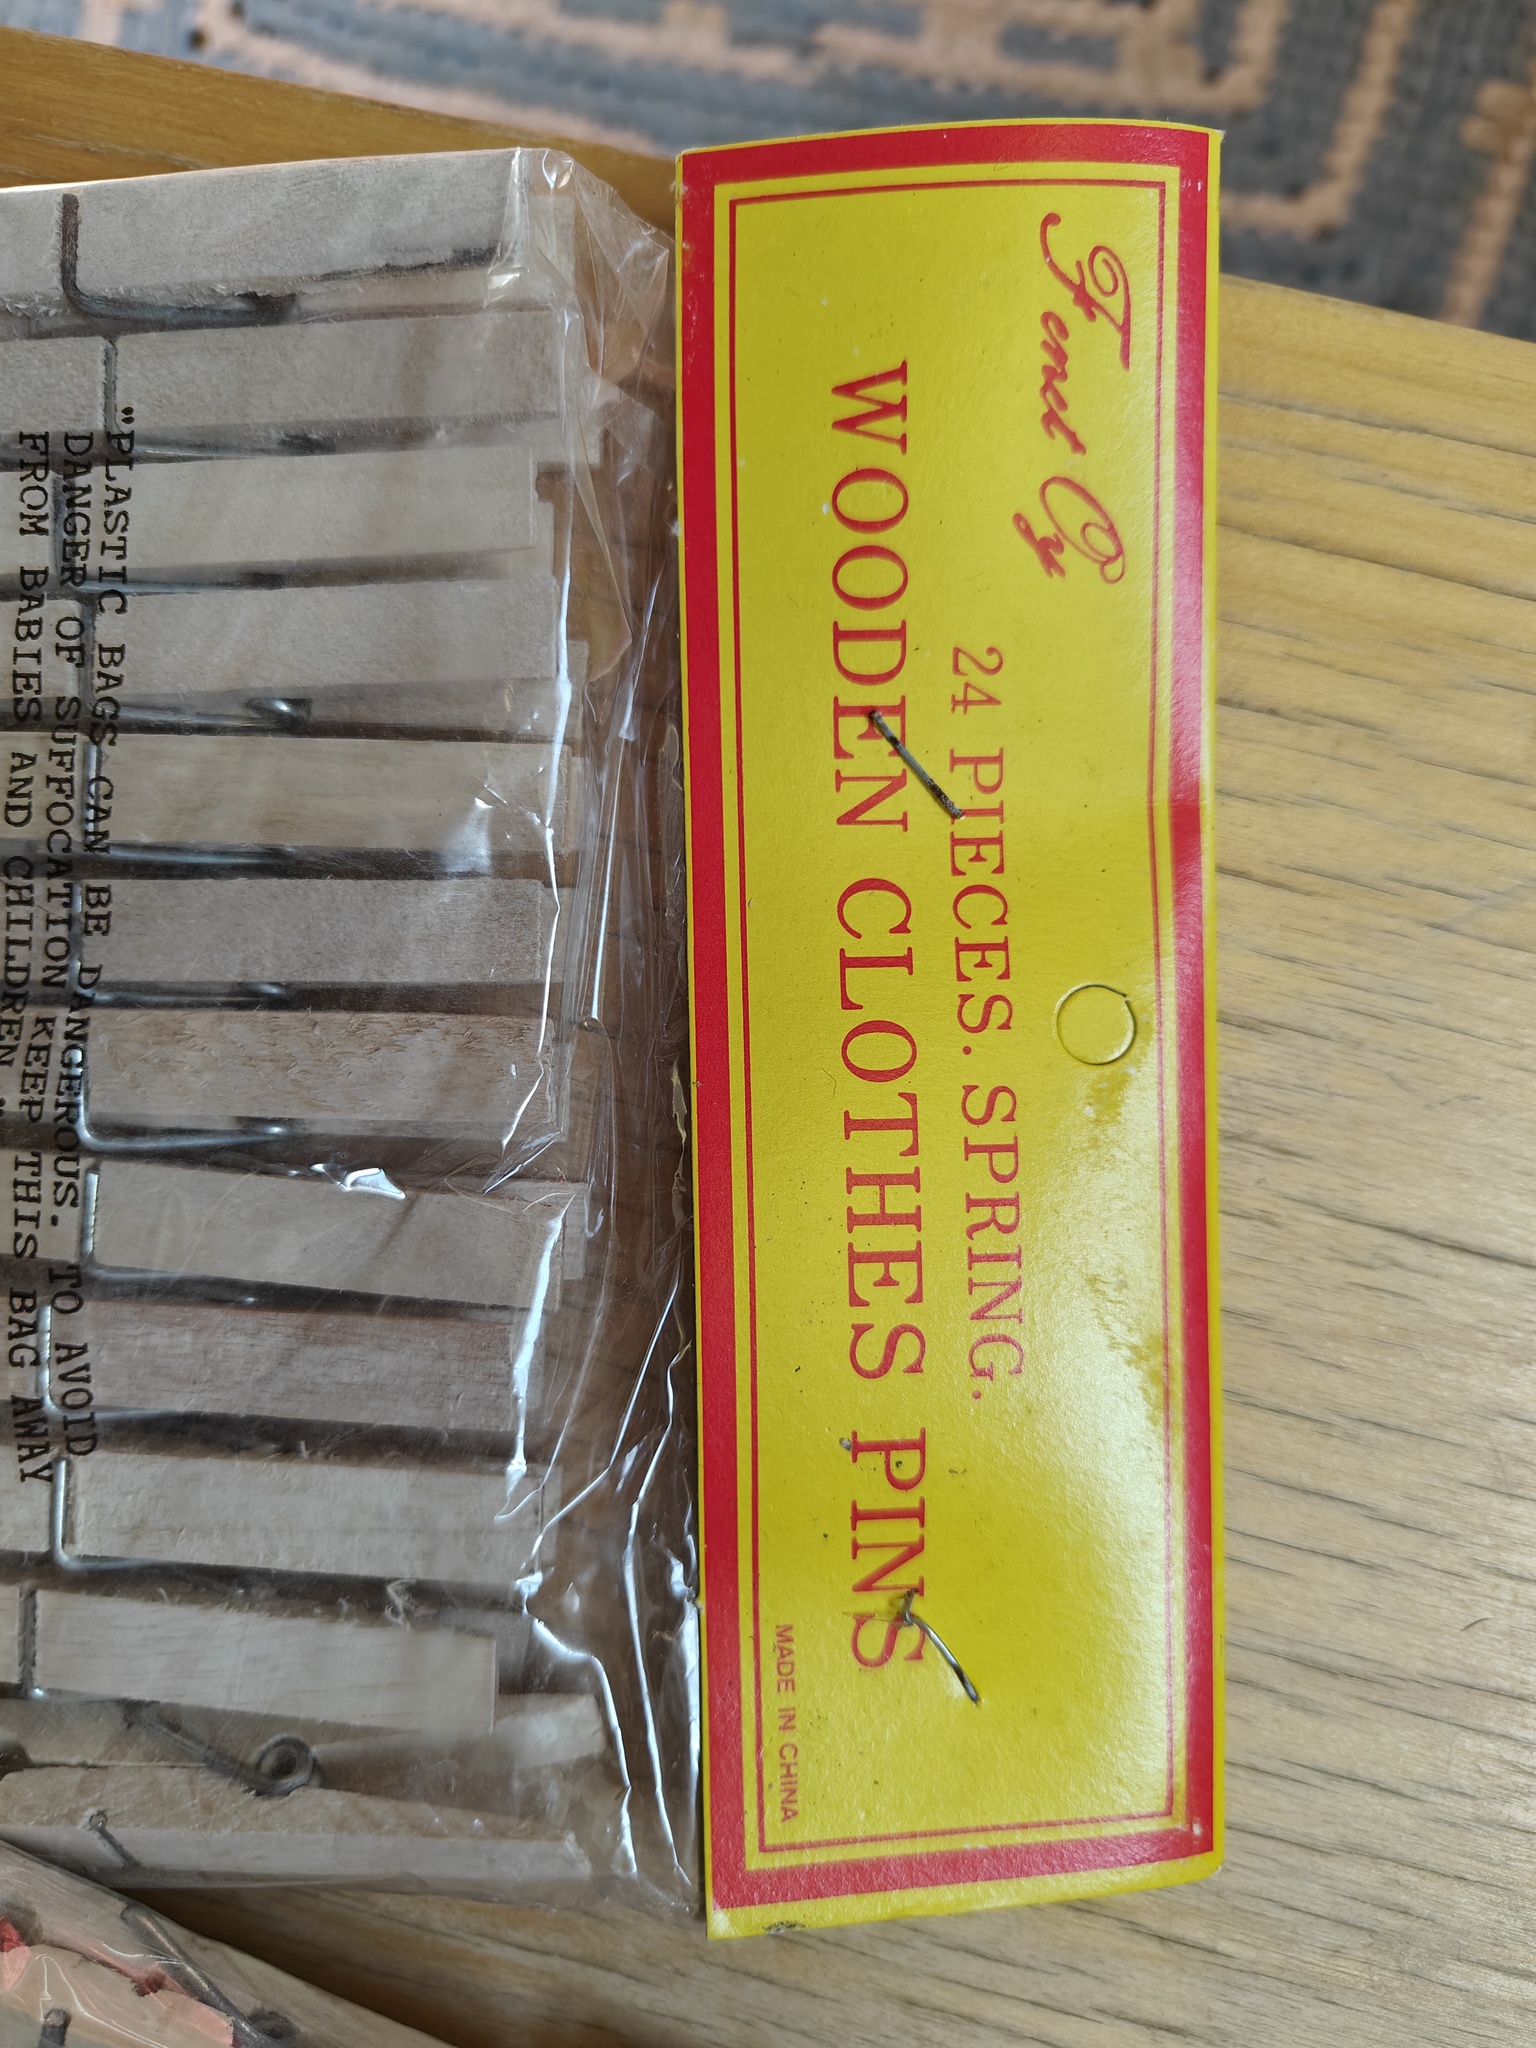 24 PIECES. SPRING.
WOODEN CLOTHES PINS
MADE IN CHINA
"PLASTIC BAGS CAN BE DANGEROUS. TO AVOID
DANGER OF SUFFOCATION KEEP THIS BAG AWAY
FROM BABIES AND CHILDREN."